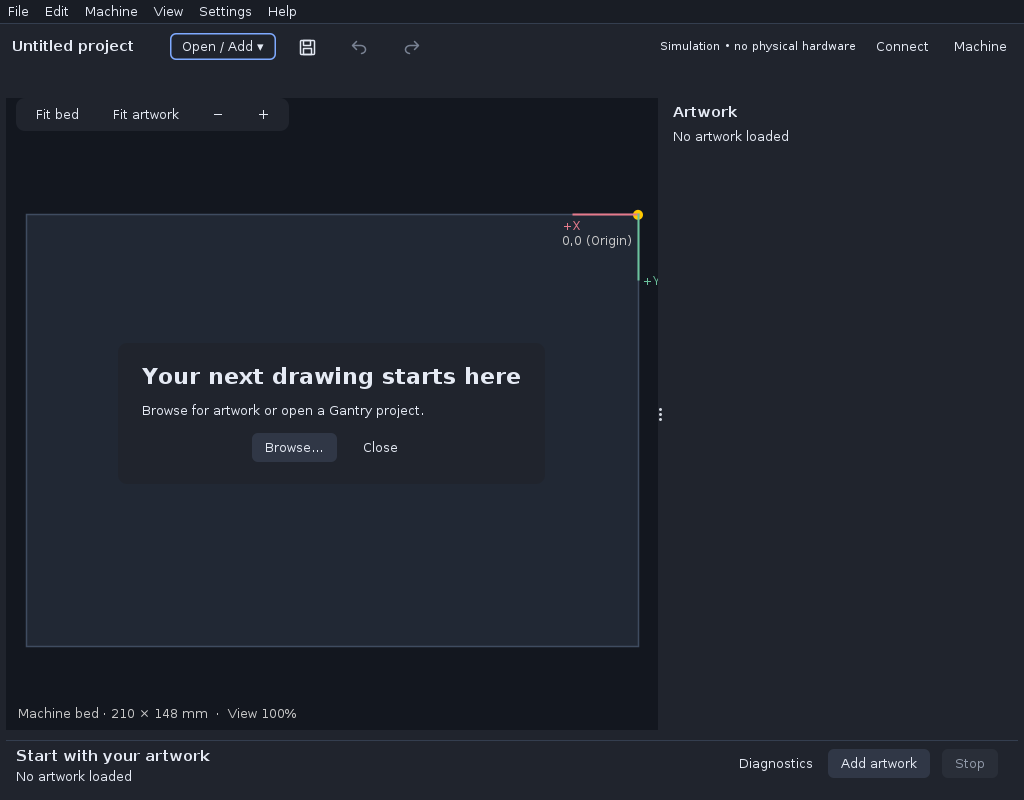 File Edit Machine View Settings Help
Untitled project Open / Add ▾ Simulation • no physical hardware Connect Machine
Fit bed Fit artwork − +
Artwork
No artwork loaded
+X
0,0 (Origin)
+Y
Your next drawing starts here
Browse for artwork or open a Gantry project.
Browse... Close
Machine bed · 210 × 148 mm · View 100%
Start with your artwork
No artwork loaded
Diagnostics Add artwork Stop